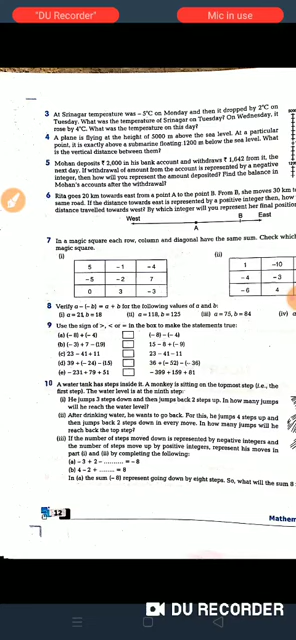 "DU Recorder"
Mic in use
3 At Srinagar temperature was – 5°C on Monday and then it dropped by 2°C on
Tuesday. What was the temperature of Srinagar on Tuesday? On Wednesday, it
rose by 4°C. What was the temperature on this day?
4 A plane is flying at the height of 5000 m above the sea level. At a particular
point, it is exactly above a submarine floating 1200 m below the sea level. What
is the vertical distance between them?
5 Mohan deposits ₹ 2,000 in his bank account and withdraws ₹ 1,642 from it, the
next day. If withdrawal of amount from the account is represented by a negative
integer, then how will you represent the amount deposited? Find the balance in
Mohan's accounts after the withdrawal?
6 Rita goes 20 km towards east from a point A to the point B. From B, she moves 30 km
same road. If the distance towards east is represented by a positive integer then, how
distance travelled towards west? By which integer will you represent her final position
West B East
A
7 In a magic square each row, column and diagonal have the same sum. Check which
magic square.
(i) (ii)
5 –1 –4 1 –10
–5 –2 7 –4 –3
0 3 –3 –6 4
8 Verify a – (– b) = a + b for the following values of a and b:
(i) a = 21, b = 18 (ii) a = 118, b = 125 (iii) a = 75, b = 84 (iv)
9 Use the sign of >, < or = in the box to make the statements true:
(a) (– 8) + (– 4) (– 8) – (– 4)
(b) (– 3) + 7 – (19) 15 – 8 + (– 9)
(c) 23 – 41 + 11 23 – 41 – 11
(d) 39 + (– 24) – (15) 36 + (– 52) – (– 36)
(e) – 231 + 79 + 51 – 399 + 159 + 81
10 A water tank has steps inside it. A monkey is sitting on the topmost step (i.e., the
first step). The water level is at the ninth step:
(i) He jumps 3 steps down and then jumps back 2 steps up. In how many jumps
will he reach the water level?
(ii) After drinking water, he wants to go back. For this, he jumps 4 steps up and
then jumps back 2 steps down in every move. In how many jumps will he
reach back the top step?
(iii) If the number of steps moved down is represented by negative integers and
the number of steps move up by positive integers, represent his moves in
part (i) and (ii) by completing the following:
(a) – 3 + 2 – .......... = – 8
(b) 4 – 2 + ........ = 8
In (a) the sum (– 8) represent going down by eight steps. So, what will the sum 8
12
DU RECORDER